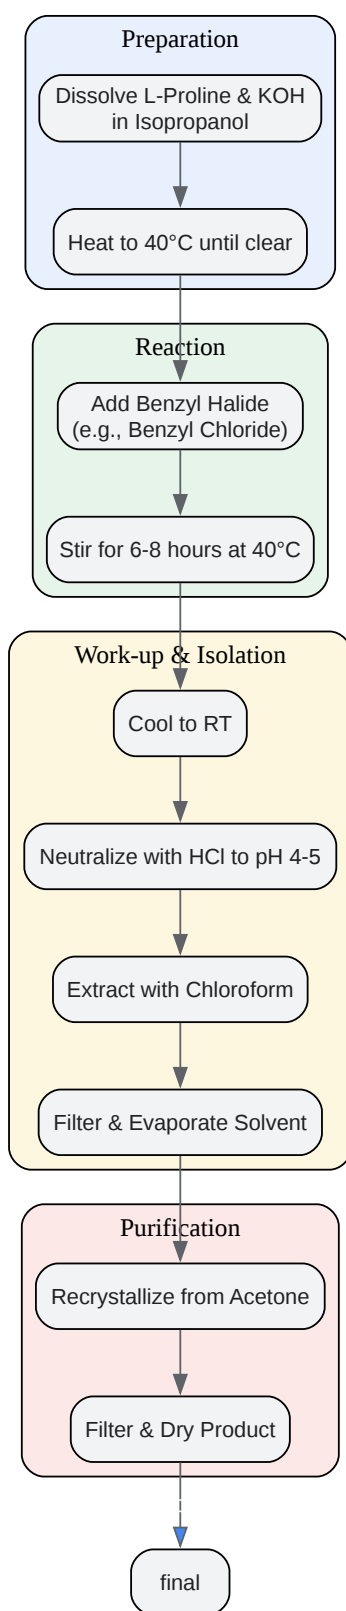 Preparation
Dissolve L-Proline & KOH
in Isopropanol
Heat to 40°C until clear
Reaction
Add Benzyl Halide
(e.g., Benzyl Chloride)
Stir for 6-8 hours at 40°C
Work-up & Isolation
Cool to RT
Neutralize with HCl to pH 4-5
Extract with Chloroform
Filter & Evaporate Solvent
Purification
Recrystallize from Acetone
Filter & Dry Product
final